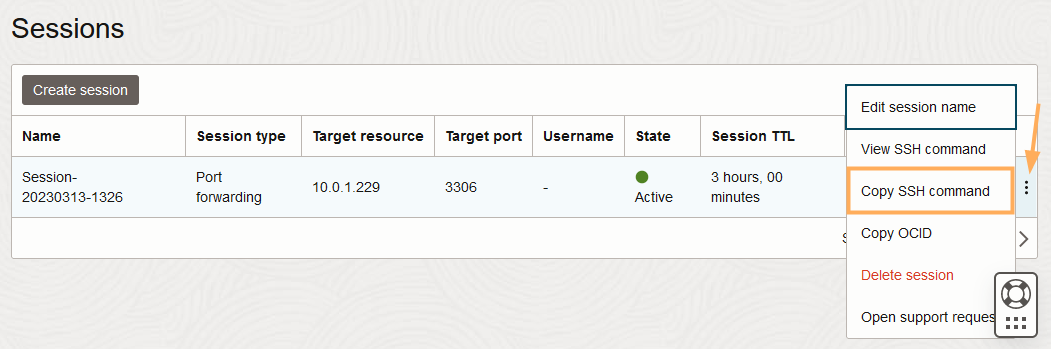 Sessions
Create session
Edit session name
Name Session type Target resource Target port Username State Session TTL
View SSH command
Session-
20230313-1326
Port
forwarding
10.0.1.229
3306
-
Active
3 hours, 00
minutes
Copy SSH command
Copy OCID
Delete session
Open support